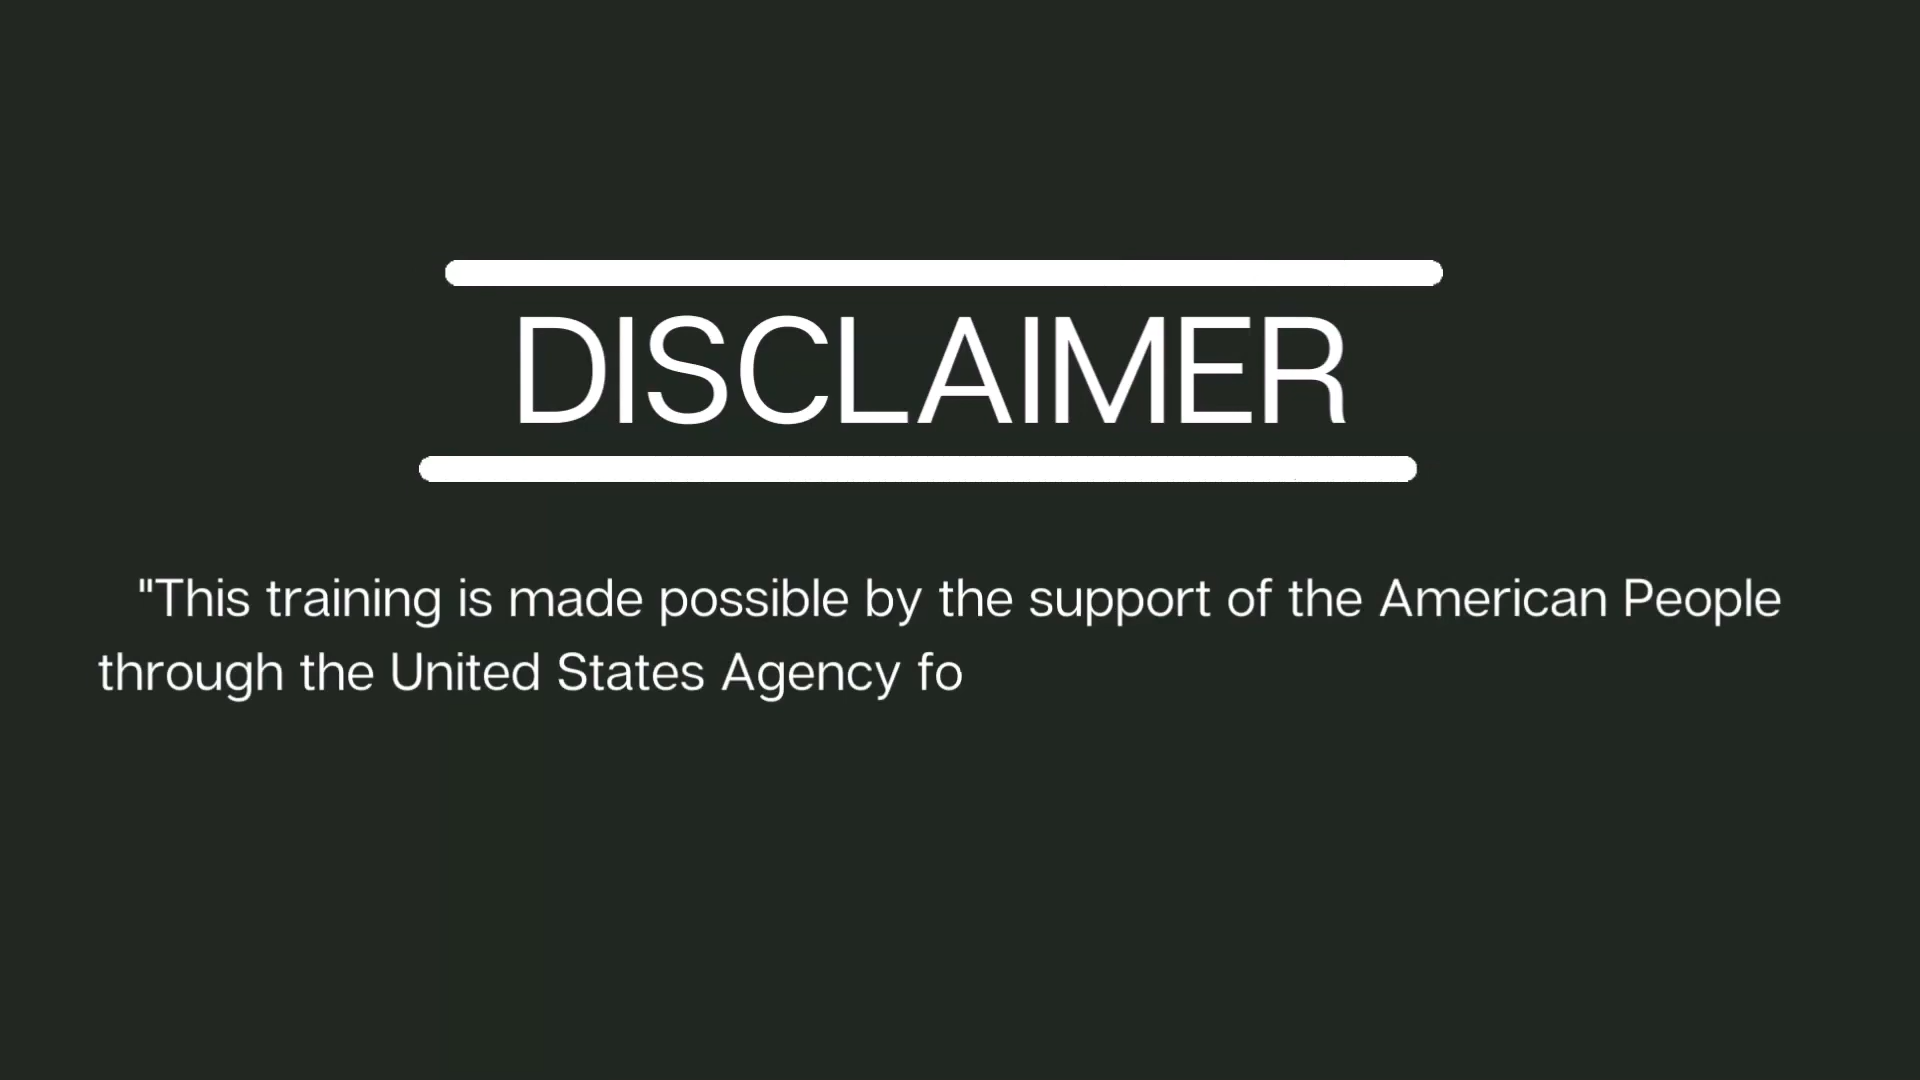 DISCLAIMER
"This training is made possible by the support of the American People
through the United States Agency fo